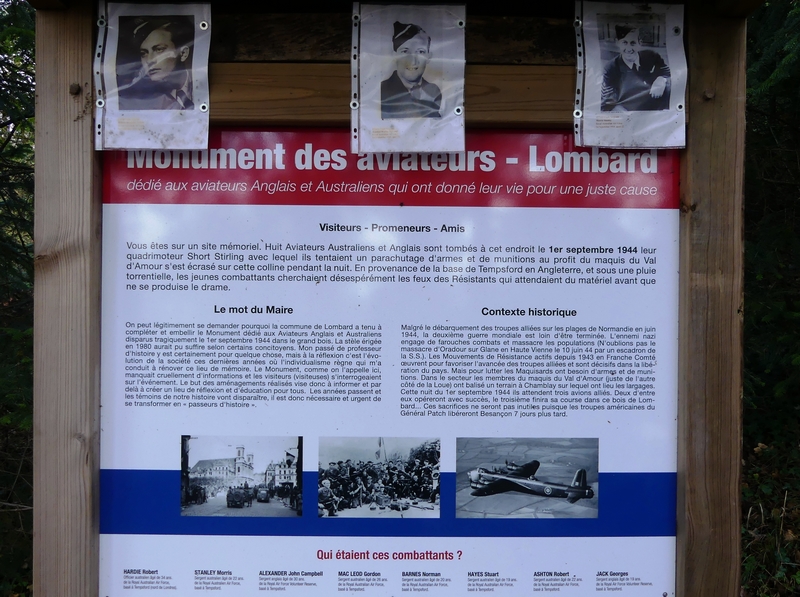 Monument des aviateurs - Lombard
dédié aux aviateurs Anglais et Australiens qui ont donné leur vie pour une juste cause
Visiteurs - Promeneurs - Amis
Vous êtes sur un site mémoriel. Huit Aviateurs Australiens et Anglais sont tombés à cet endroit le 1er septembre 1944 leur
quadrimoteur Short Stirling avec lequel ils tentaient un parachutage d'armes et de munitions au profit du maquis du Val
d'Amour s'est écrasé sur cette colline pendant la nuit. En provenance de la base de Tempsford en Angleterre, et sous une pluie
torrentielle, les jeunes combattants cherchaient désespérément les feux des Résistants qui attendaient du matériel avant que
ne se produise le drame.
Le mot du Maire
On peut légitimement se demander pourquoi la commune de Lombard a tenu à
compléter et embellir le Monument dédié aux Aviateurs Anglais et Australiens
disparus tragiquement le 1er septembre 1944 dans le grand bois. La stèle érigée
en 1980 aurait pu suffire selon certains concitoyens. Mon passé de professeur
d'histoire y est certainement pour quelque chose, mais à la réflexion c'est l'évo-
lution de la société ces dernières années où l'individualisme règne qui m'a
conduit à rénover ce lieu de mémoire. Le Monument, comme on l'appelle ici,
manquait cruellement d'informations et les visiteurs (visiteuses) s'interrogeaient
sur l'événement. Le but des aménagements réalisés vise donc à informer et par
delà à créer un lieu de réflexion et d'éducation pour tous. Les années passent et
les témoins de notre histoire vont disparaître, il est donc nécessaire et urgent de
se transformer en « passeurs d'histoire ».
Contexte historique
Malgré le débarquement des troupes alliées sur les plages de Normandie en juin
1944, la deuxième guerre mondiale est loin d'être terminée. L'ennemi nazi
engage de farouches combats et massacre les populations (N'oublions pas le
massacre d'Oradour sur Glane en Haute Vienne le 10 juin 44 par un escadron de
la S.S.). Les Mouvements de Résistance actifs depuis 1943 en Franche Comté
œuvrent pour favoriser l'avancée des troupes alliées et sont décisifs dans la libé-
ration du pays. Mais pour lutter les Maquisards ont besoin d'armes et de muni-
tions. Dans le secteur les membres du maquis du Val d'Amour (juste de l'autre
côté de la Loue) ont balisé un terrain à Chamblay sur lequel ont lieu les largages.
Cette nuit du 1er septembre 1944 ils attendent trois avions alliés. Deux d'entre
eux opéreront avec succès, le troisième finira sa course dans ce bois de Lom-
bard... Ces sacrifices ne seront pas inutiles puisque les troupes américaines du
Général Patch libéreront Besançon 7 jours plus tard.
Qui étaient ces combattants ?
HARDIE Robert
STANLEY Morris
ALEXANDER John Campbell
MAC LEOD Gordon
BARNES Norman
HAYES Stuart
ASHTON Robert
JACK Georges